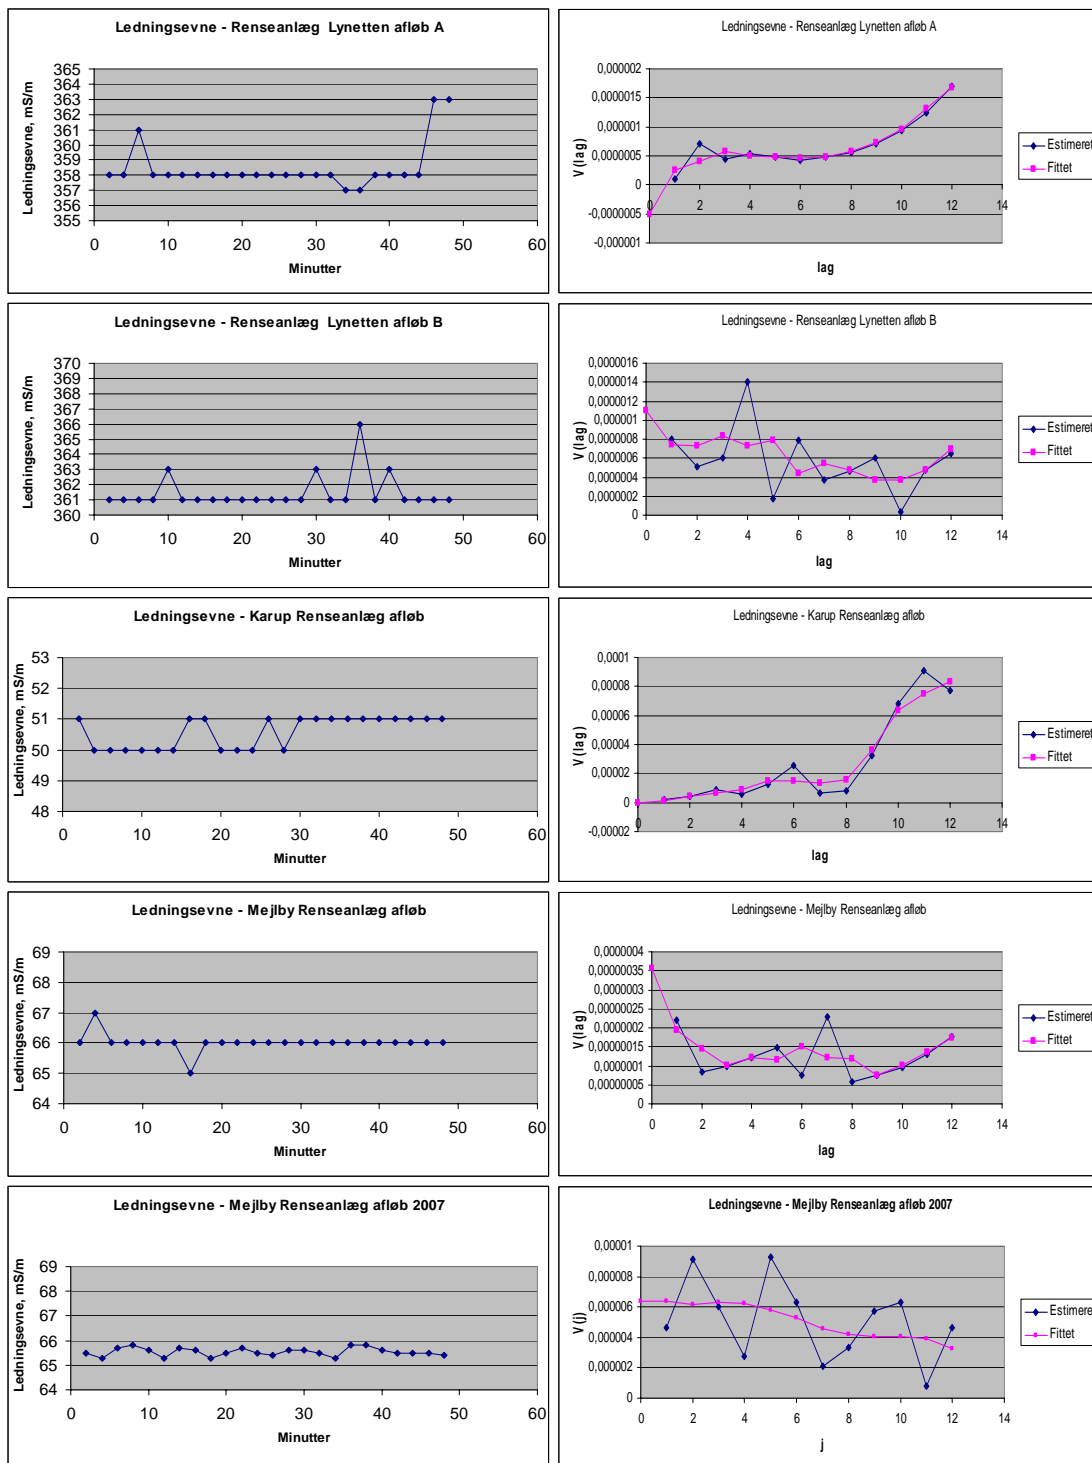 Ledningsevne - Renseanlæg Lynetten afløb A
Ledningsevne, mS/m
365
364
363
362
361
360
359
358
357
356
355
0 10 20 30 40 50 60
Minutter
Ledningsevne - Renseanlæg Lynetten afløb A
V (lag)
0,000002
0,0000015
0,000001
0,0000005
0
-0,0000005
-0,000001
0 2 4 6 8 10 12 14
lag
Estimeret
Fittet
Ledningsevne - Renseanlæg Lynetten afløb B
Ledningsevne, mS/m
370
369
368
367
366
365
364
363
362
361
360
0 10 20 30 40 50 60
Minutter
Ledningsevne - Renseanlæg Lynetten afløb B
V (lag)
0,0000016
0,0000014
0,0000012
0,000001
0,0000008
0,0000006
0,0000004
0,0000002
0
0 2 4 6 8 10 12 14
lag
Estimeret
Fittet
Ledningsevne - Karup Renseanlæg afløb
Ledningsevne, mS/m
53
52
51
50
49
48
0 10 20 30 40 50 60
Minutter
Ledningsevne - Karup Renseanlæg afløb
V (lag)
0,0001
0,00008
0,00006
0,00004
0,00002
0
-0,00002
0 2 4 6 8 10 12 14
lag
Estimeret
Fittet
Ledningsevne - Mejlby Renseanlæg afløb
Ledningsevne, mS/m
69
68
67
66
65
64
0 10 20 30 40 50 60
Minutter
Ledningsevne - Mejlby Renseanlæg afløb
V (lag)
0,0000004
0,00000035
0,0000003
0,00000025
0,0000002
0,00000015
0,0000001
0,00000005
0
0 2 4 6 8 10 12 14
lag
Estimeret
Fittet
Ledningsevne - Mejlby Renseanlæg afløb 2007
Ledningsevne, mS/m
69
68
67
66
65
64
0 10 20 30 40 50 60
Minutter
Ledningsevne - Mejlby Renseanlæg afløb 2007
V (j)
0,00001
0,000008
0,000006
0,000004
0,000002
0
0 2 4 6 8 10 12 14
j
Estimeret
Fittet